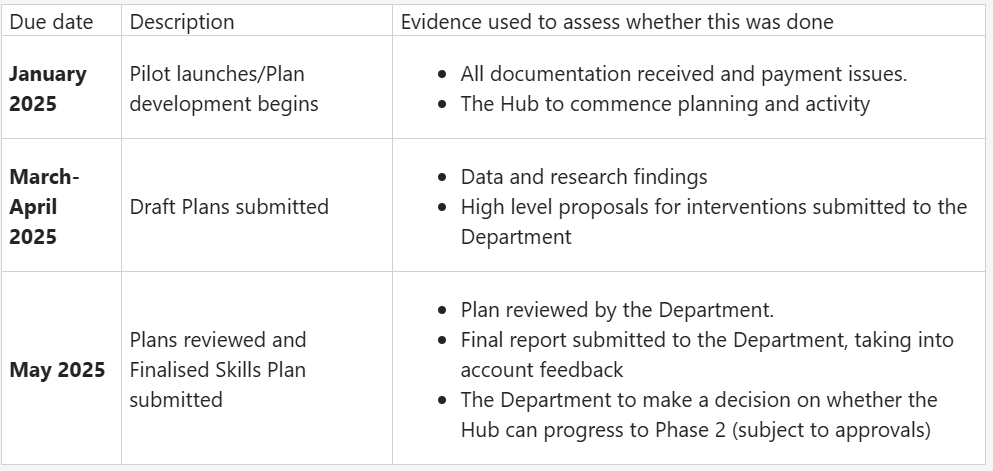 Due date Description Evidence used to assess whether this was done
January 2025 Pilot launches/Plan development begins
• All documentation received and payment issues.
• The Hub to commence planning and activity
March-April 2025 Draft Plans submitted
• Data and research findings
• High level proposals for interventions submitted to the
Department
May 2025 Plans reviewed and Finalised Skills Plan submitted
• Plan reviewed by the Department.
• Final report submitted to the Department, taking into
account feedback
• The Department to make a decision on whether the
Hub can progress to Phase 2 (subject to approvals)